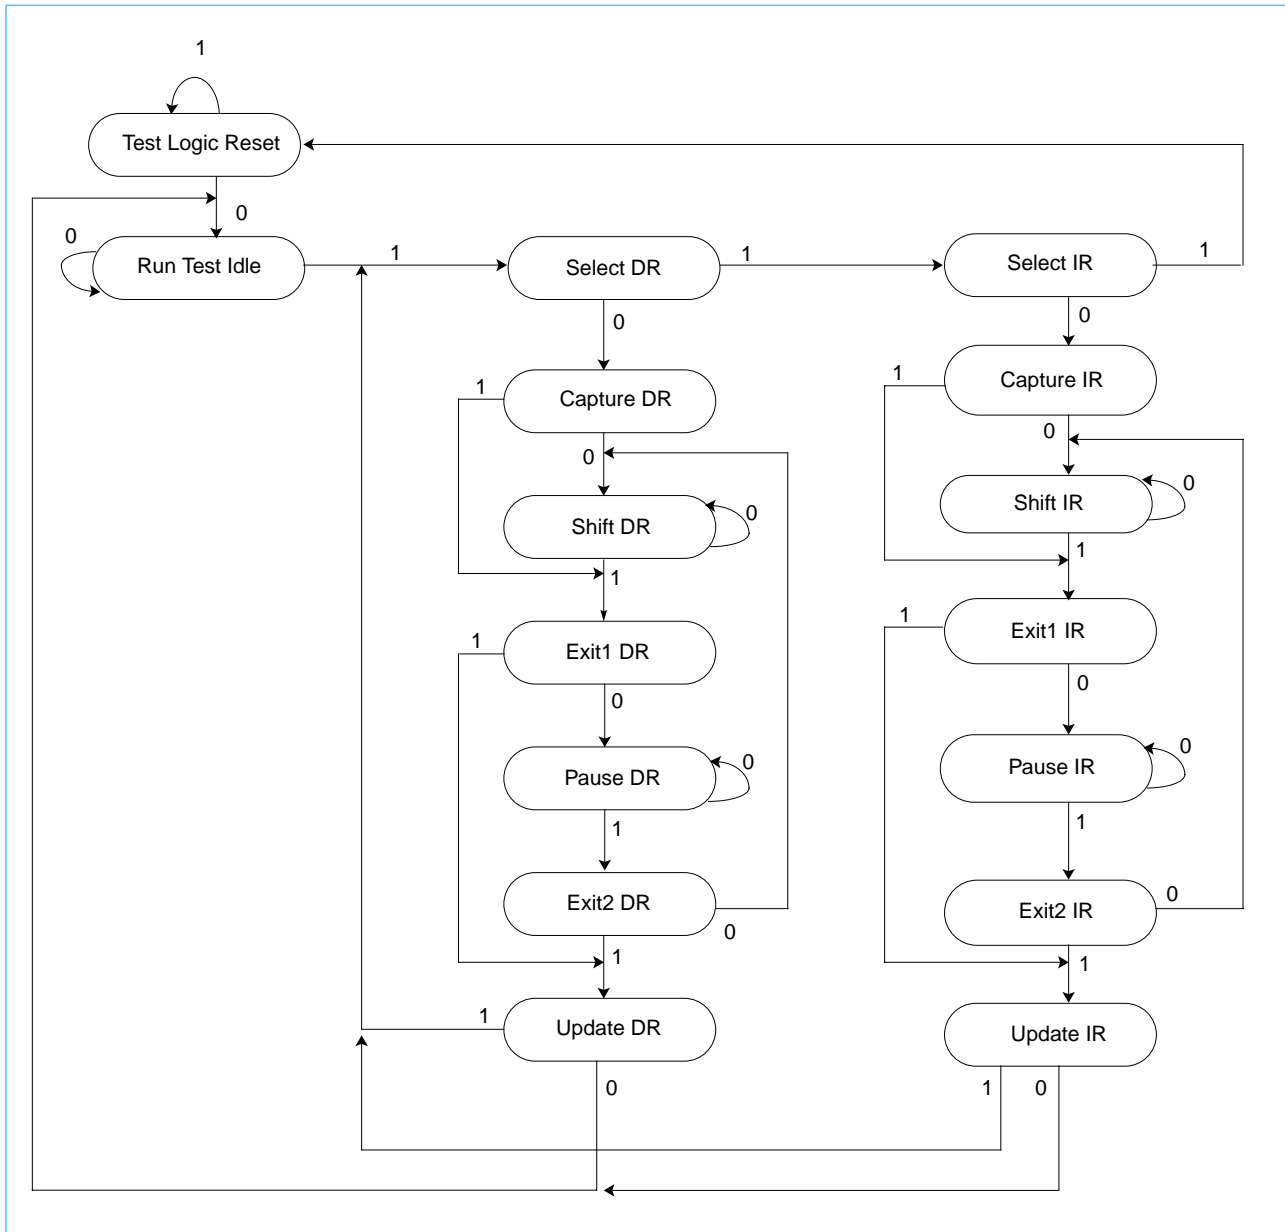 1
Test Logic Reset
0
0
Run Test Idle
1
Select DR
1
Select IR
1
0
0
1
Capture DR
1
Capture IR
0
0
Shift DR
0
Shift IR
0
1
1
1
Exit1 DR
1
Exit1 IR
0
0
Pause DR
0
Pause IR
0
1
1
Exit2 DR
0
Exit2 IR
0
1
1
1
Update DR
Update IR
0
1
0